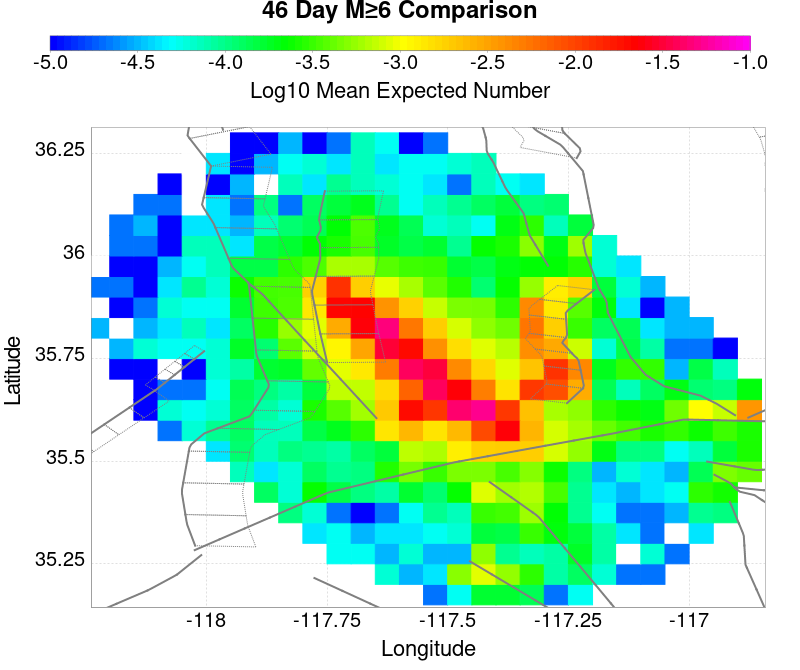 46 Day M≥6 Comparison
-5.0 -4.5 -4.0 -3.5 -3.0 -2.5 -2.0 -1.5 -1.0
Log10 Mean Expected Number
36.25
36
35.75
35.5
35.25
Latitude
-118 -117.75 -117.5 -117.25 -117
Longitude